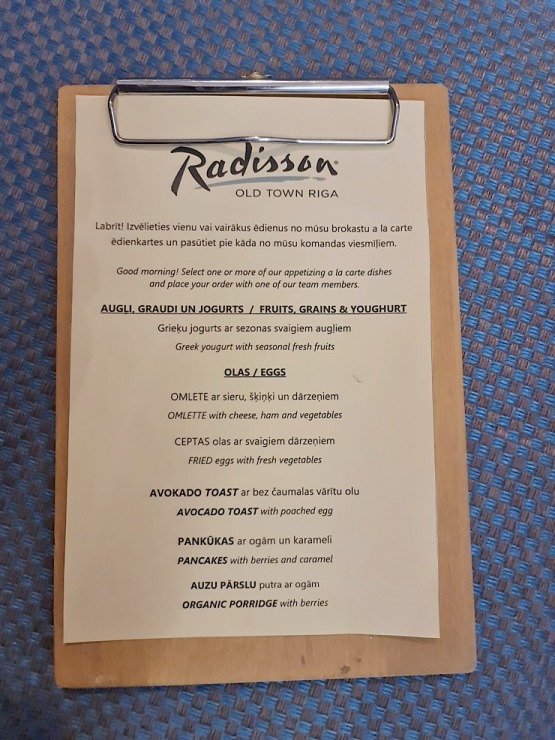 Radisson
OLD TOWN RIGA
Labrīt! Izvēlieties vienu vai vairākus ēdienus no mūsu brokastu a la carte
ēdienkartes un pasūtiet pie kāda no mūsu komandas viesmīļiem.
Good morning! Select one or more of our appetizing a la carte dishes
and place your order with one of our team members.
AUGĻI, GRAUDI UN JOGURTS / FRUITS, GRAINS & YOUGHURT
Grieķu jogurts ar sezonas svaigiem augļiem
Greek yougurt with seasonal fresh fruits
OLAS / EGGS
OMLETE ar sieru, šķiņķi un dārzeņiem
OMLETTE with cheese, ham and vegetables
CEPTAS olas ar svaigiem dārzeņiem
FRIED eggs with fresh vegetables
AVOKADO TOAST ar bez čaumalas vārītu olu
AVOCADO TOAST with poached egg
PANKŪKAS ar ogām un karameli
PANCAKES with berries and caramel
AUZU PĀRSLU putra ar ogām
ORGANIC PORRIDGE with berries